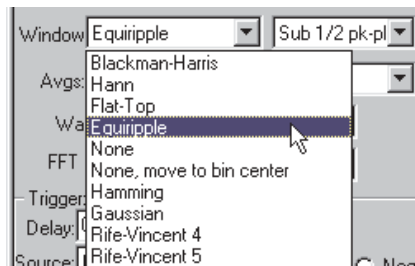 Window Equiripple Sub 1/2 pk-pl
Blackman-Harris
Avgs: Hann
Flat-Top
Wa Equiripple
None
FFT None, move to bin center
Hamming
Trigger Gaussian
Delay: Rife-Vincent 4
Source: Rife-Vincent 5